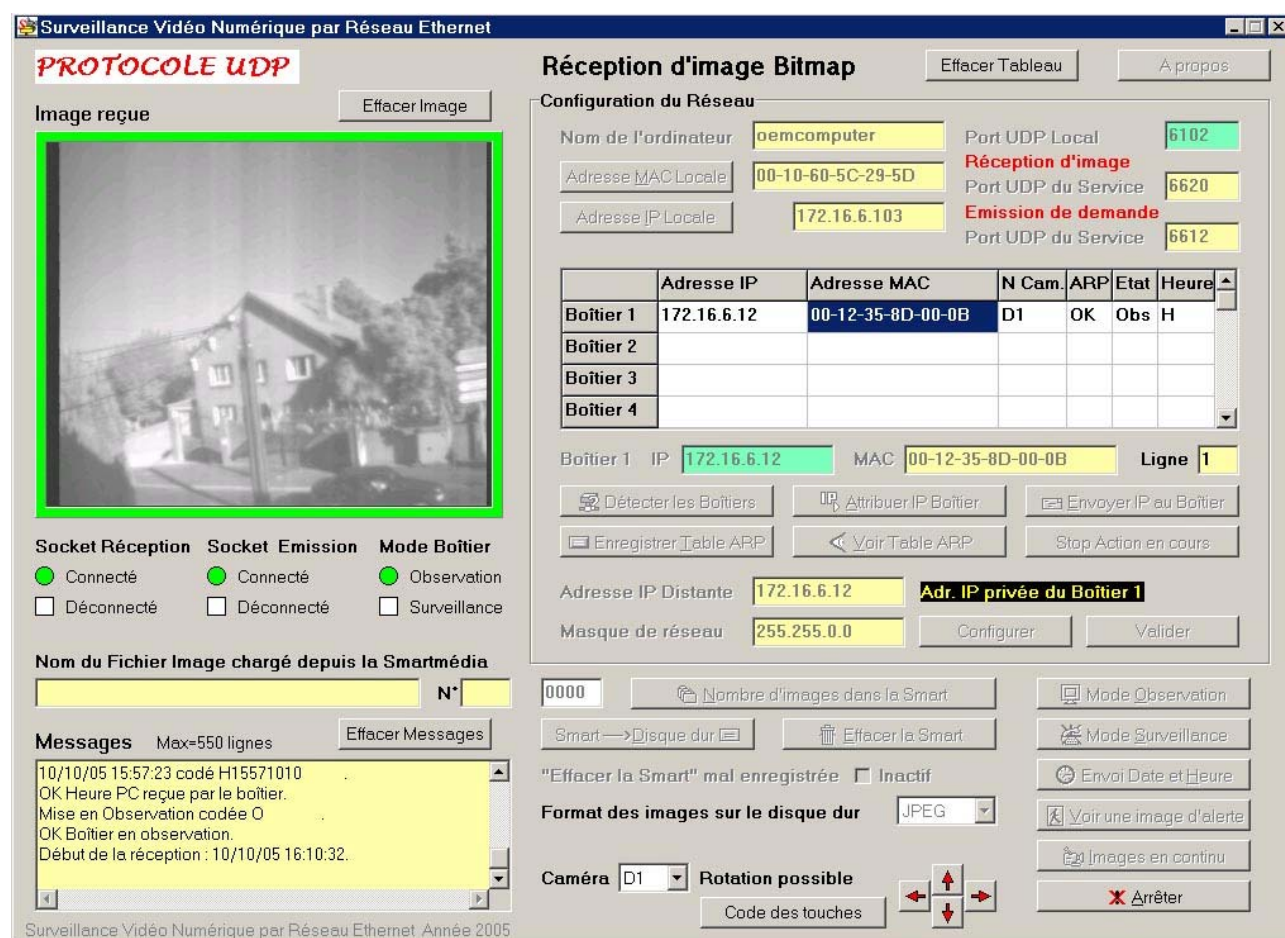 Surveillance Vidéo Numérique par Réseau Ethernet
PROTOCOLE UDP
Image reçue
Effacer Image
Réception d'image Bitmap
Effacer Tableau
A propos
Configuration du Réseau
Nom de l'ordinateur oemcomputer
Port UDP Local 6102
Adresse MAC Locale 00-10-60-5C-29-5D
Réception d'image
Port UDP du Service 6620
Adresse IP Locale 172.16.6.103
Emission de demande
Port UDP du Service 6612
Adresse IP Adresse MAC N Cam. ARP Etat Heure
Boîtier 1 172.16.6.12 00-12-35-8D-00-0B D1 OK Obs H
Boîtier 2
Boîtier 3
Boîtier 4
Boîtier 1 IP 172.16.6.12 MAC 00-12-35-8D-00-0B Ligne 1
Détecter les Boîtiers
Attribuer IP Boîtier
Envoyer IP au Boîtier
Enregistrer Table ARP
Voir Table ARP
Stop Action en cours
Adresse IP Distante 172.16.6.12 Adr. IP privée du Boîtier 1
Masque de réseau 255.255.0.0 Configurer Valider
Socket Réception Socket Emission Mode Boîtier
Connecté Connecté Observation
Déconnecté Déconnecté Surveillance
Nom du Fichier Image chargé depuis la Smartmédia
N°
Messages Max=550 lignes Effacer Messages
10/10/05 15:57:23 codé H15571010 .
OK Heure PC reçue par le boîtier.
Mise en Observation codée O .
OK Boîtier en observation.
Début de la réception : 10/10/05 16:10:32.
0000 Nombre d'images dans la Smart
Smart—>Disque dur
Effacer la Smart
"Effacer la Smart" mal enregistrée Inactif
Format des images sur le disque dur JPEG
Caméra D1 Rotation possible
Code des touches
Mode Observation
Mode Surveillance
Envoi Date et Heure
Voir une image d'alerte
Images en continu
Arrêter
Surveillance Vidéo Numérique par Réseau Ethernet Année 2005